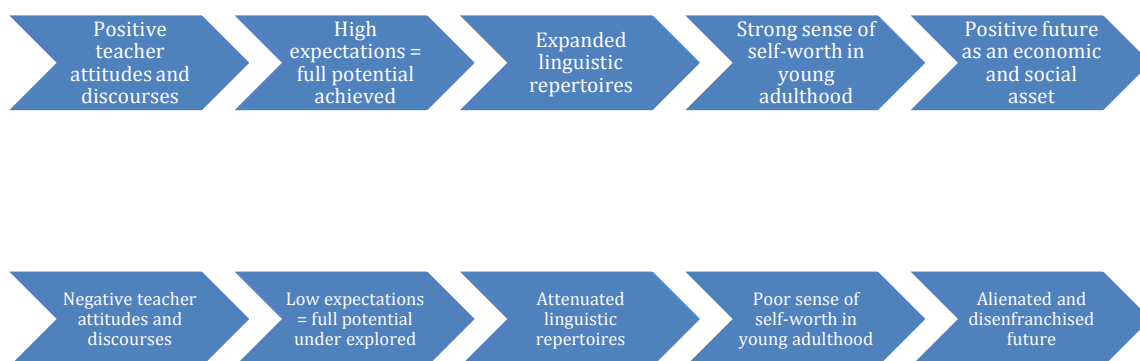 Positive
teacher
attitudes and
discourses
High
expectations =
full potential
achieved
Expanded
linguistic
repertoires
Strong sense of
self-worth in
young
adulthood
Positive future
as an economic
and social
asset
Negative teacher
attitudes and
discourses
Low expectations
= full potential
under explored
Attenuated
linguistic
repertoires
Poor sense of
self-worth in
young adulthood
Alienated and
disenfranchised
future